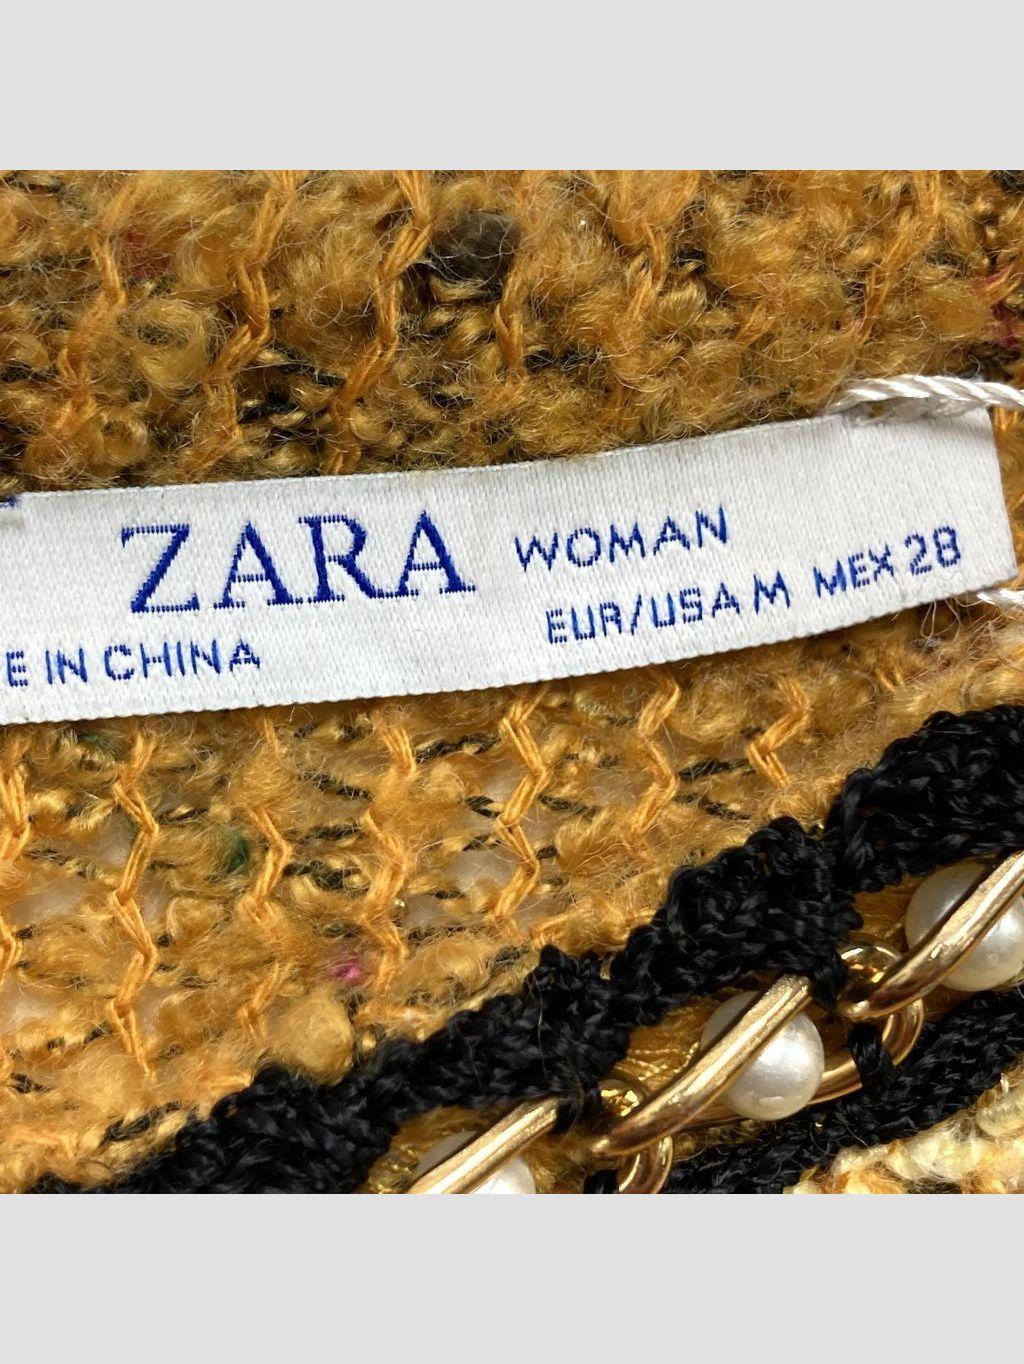 ZARA WOMAN
EUR/USA M MEX 28
E IN CHINA